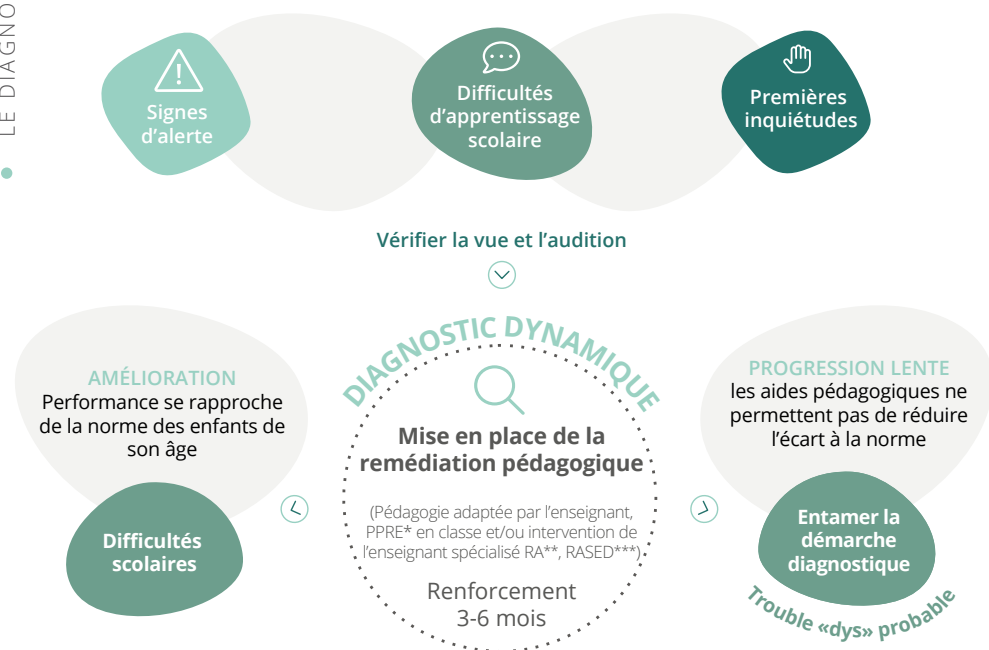 LE DIAGNO
Signes
d'alerte
Difficultés
d'apprentissage
scolaire
Premières
inquiétudes
Vérifier la vue et l'audition
DIAGNOSTIC DYNAMIQUE
AMÉLIORATION
Performance se rapproche
de la norme des enfants de
son âge
Difficultés
scolaires
Mise en place de la
remédiation pédagogique
(Pédagogie adaptée par l'enseignant,
PPRE* en classe et/ou intervention de
l'enseignant spécialisé RA**, RASED***)
Renforcement
3-6 mois
PROGRESSION LENTE
les aides pédagogiques ne
permettent pas de réduire
l'écart à la norme
Entamer la
démarche
diagnostique
Trouble «dys» probable